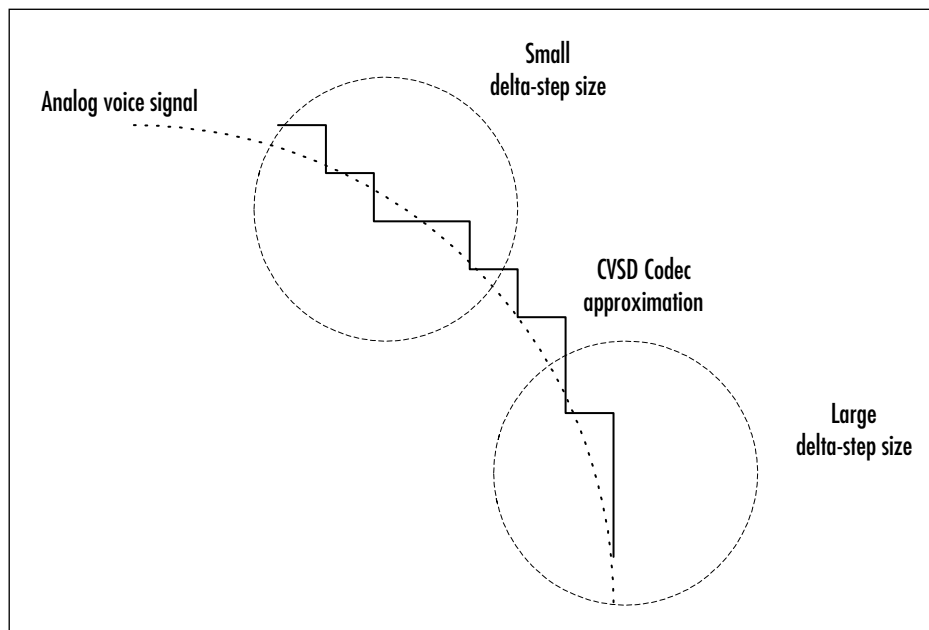 Small
delta-step size
Analog voice signal
CVSD Codec
approximation
Large
delta-step size